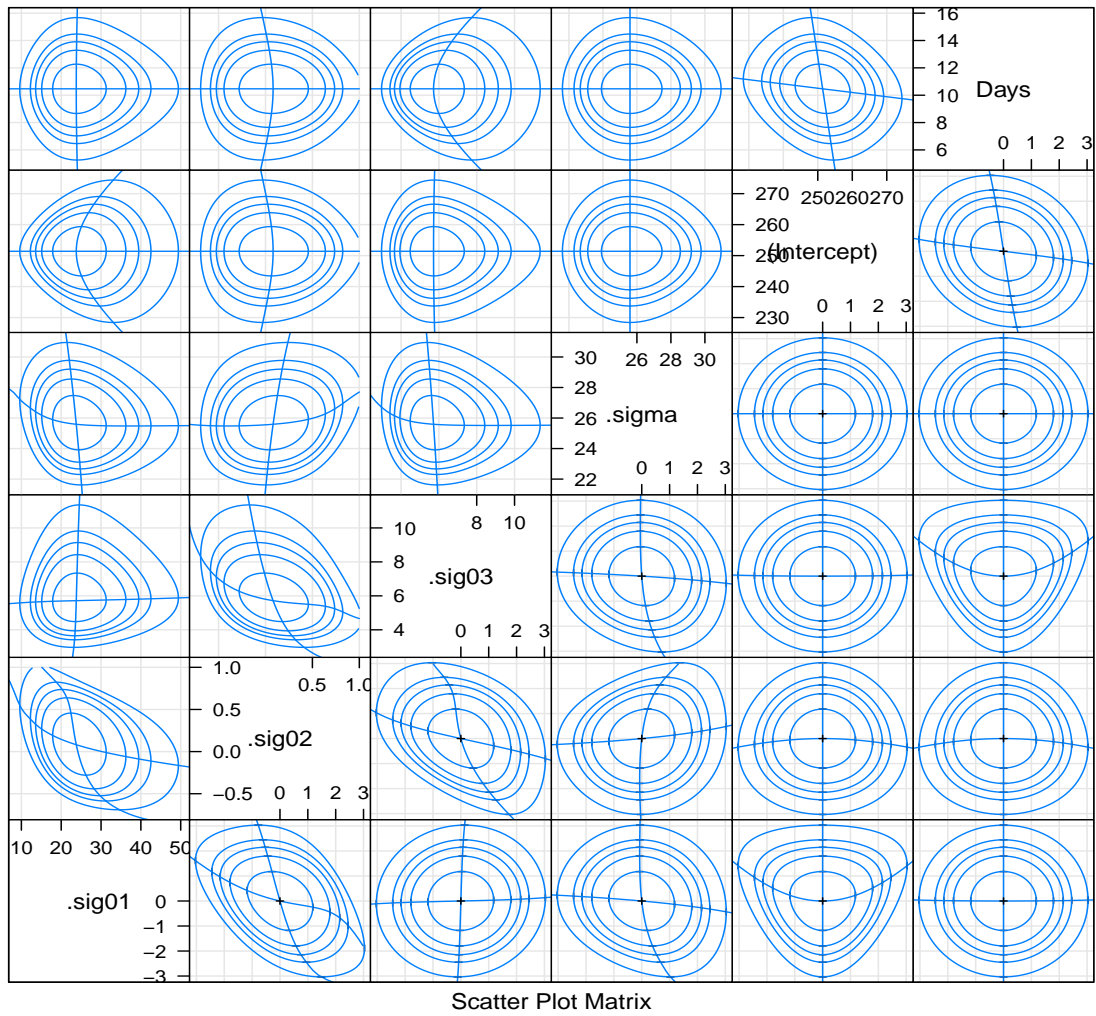 16
14
12
10 Days
8
6
0 1 2 3
270 250 260 270
260
250 (Intercept)
240
230
0 1 2 3
30 26 28 30
28
26 .sigma
24
22
0 1 2 3
10 8 10
8
.sig03
6
4
0 1 2 3
1.0 0.5 1.0
0.5
0.0 .sig02
−0.5 0 1 2 3
10 20 30 40 50
.sig01 0
−1
−2
−3
Scatter Plot Matrix